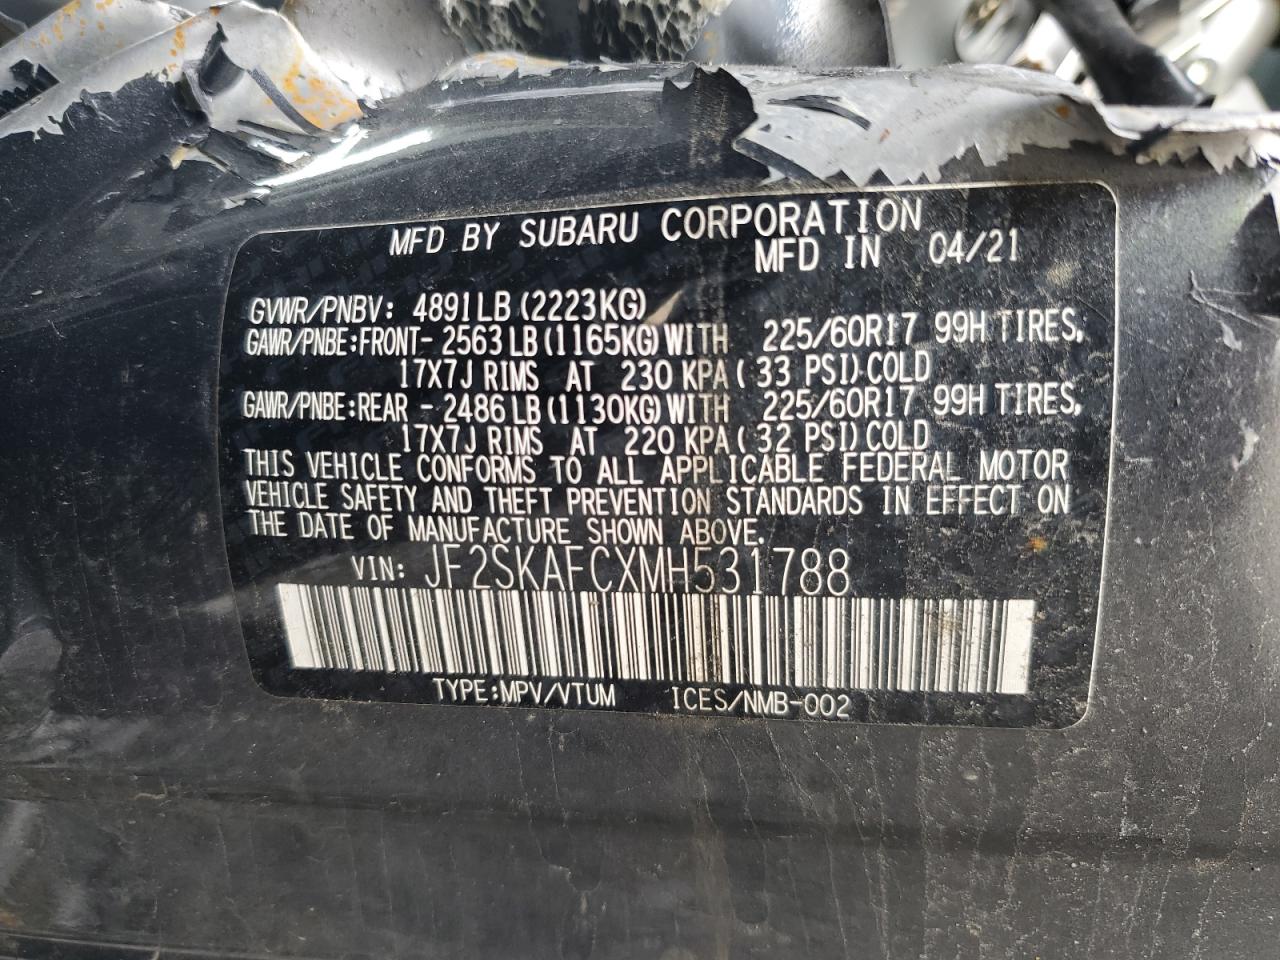 MFD BY SUBARU CORPORATION
MFD IN 04/21
GVWR/PNBV: 4891LB (2223KG)
GAWR/PNBE:FRONT- 2563LB (1165KG) WITH 225/60R17 99H TIRES,
17X7J RIMS AT 230 KPA ( 33 PSI) COLD
GAWR/PNBE:REAR - 2486LB (1130KG) WITH 225/60R17 99H TIRES,
17X7J RIMS AT 220 KPA ( 32 PSI) COLD
THIS VEHICLE CONFORMS TO ALL APPLICABLE FEDERAL MOTOR
VEHICLE SAFETY AND THEFT PREVENTION STANDARDS IN EFFECT ON
THE DATE OF MANUFACTURE SHOWN ABOVE.
VIN: JF2SKAFCXMH531788
TYPE:MPV/VTUM ICES/NMB-002